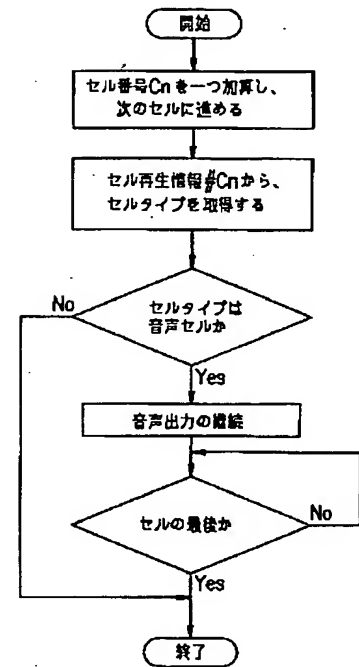 開始
セル番号Cnを一つ加算し、
次のセルに進める
セル再生情報#Cnから、
セルタイプを取得する
セルタイプは
音声セルか
No
Yes
音声出力の継続
セルの最後か
No
Yes
終了